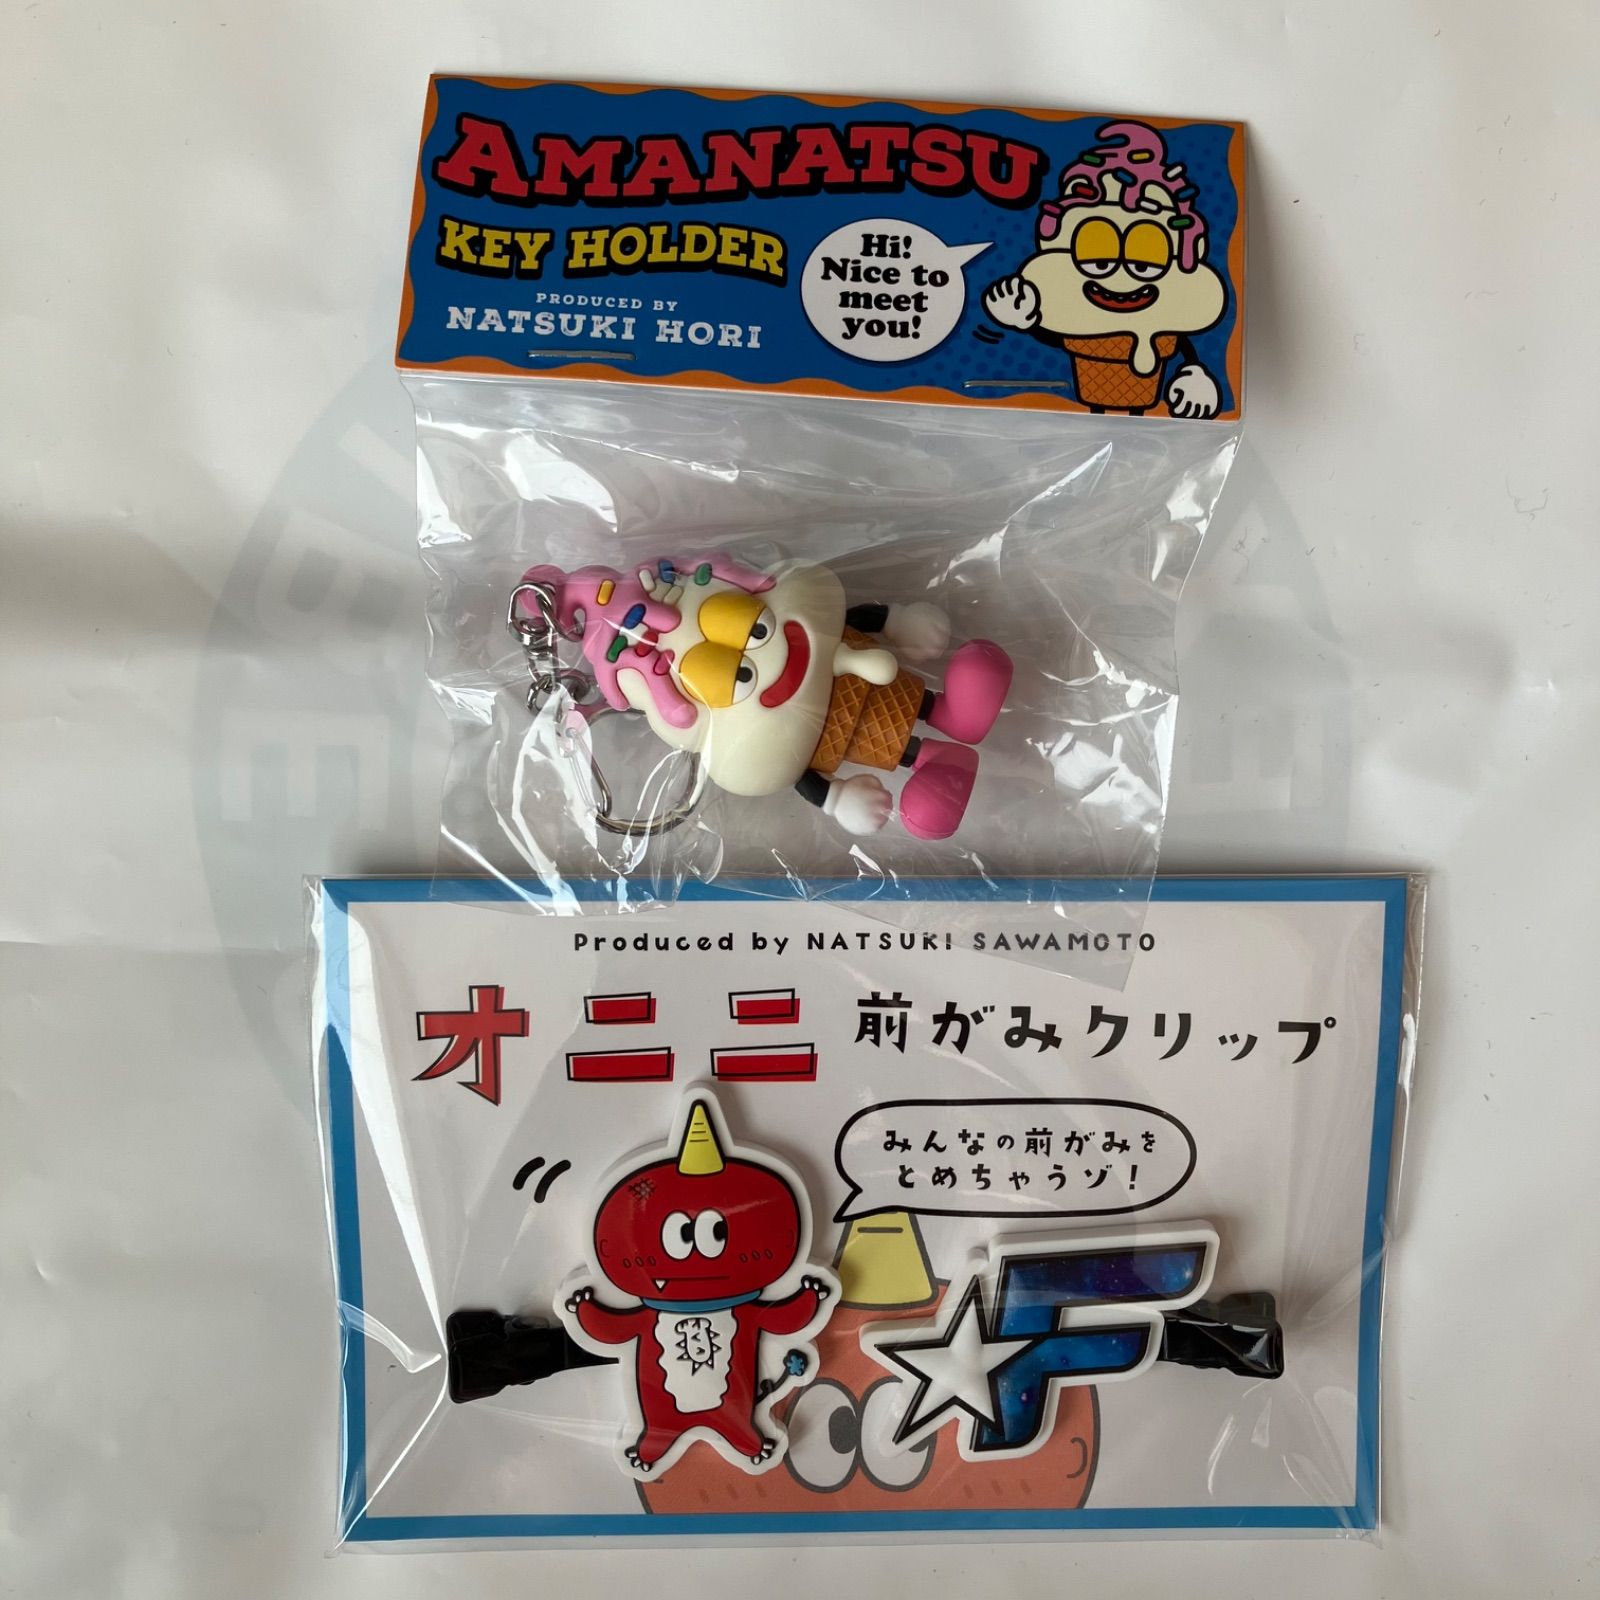 AMANATSU
KEY HOLDER
PRODUCED BY
NATSUKI HORI
Hi!
Nice to
meet
you!
Produced by NATSUKI SAWAMOTO
オニニ 前がみクリップ
みんなの前がみを
とめちゃうゾ!
F